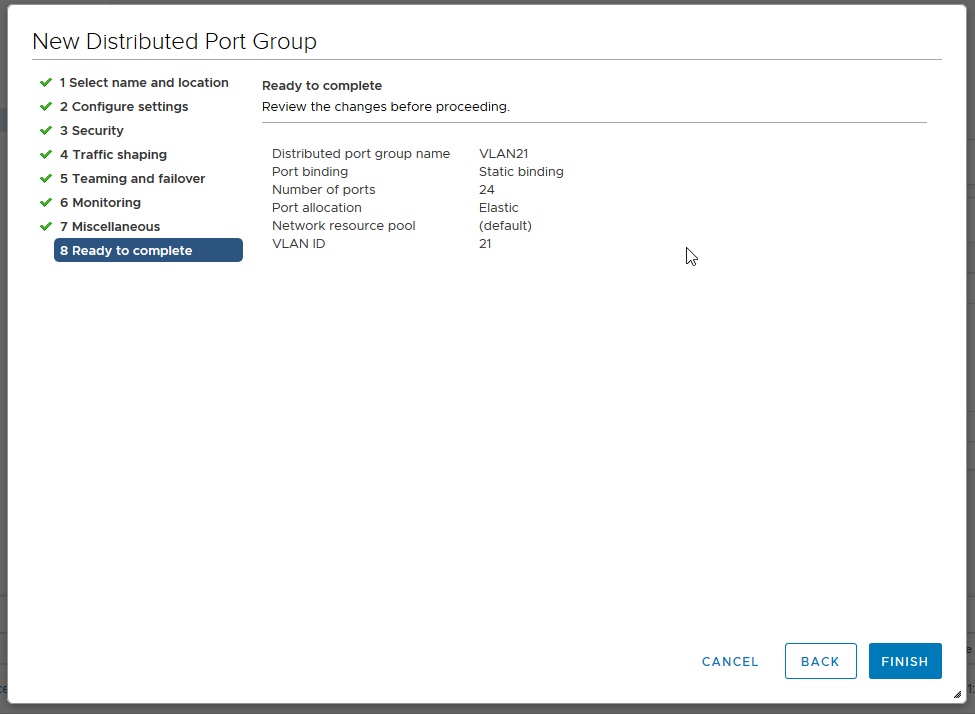 New Distributed Port Group
1 Select name and location
2 Configure settings
3 Security
4 Traffic shaping
5 Teaming and failover
6 Monitoring
7 Miscellaneous
8 Ready to complete
Ready to complete
Review the changes before proceeding.
Distributed port group name VLAN21
Port binding Static binding
Number of ports 24
Port allocation Elastic
Network resource pool (default)
VLAN ID 21
CANCEL BACK FINISH